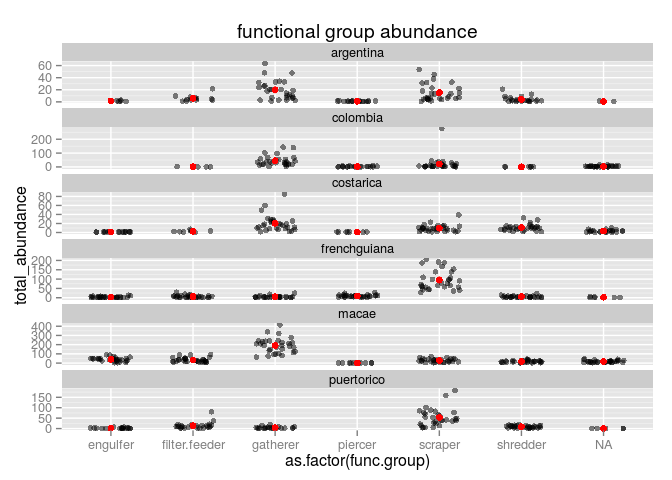 functional group abundance
argentina
60
40
20
0
colombia
200
100
0
costarica
80
60
40
20
0
frenchguiana
200
150
100
50
0
macae
400
300
200
100
0
puertorico
150
100
50
0
total_abundance
engulfer filter.feeder gatherer piercer scraper shredder NA
as.factor(func.group)